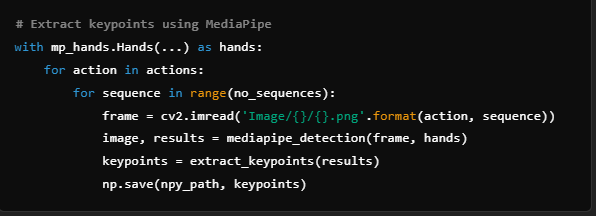 # Extract keypoints using MediaPipe
with mp_hands.Hands(...) as hands:
    for action in actions:
        for sequence in range(no_sequences):
            frame = cv2.imread('Image/{}/{}.png'.format(action, sequence))
            image, results = mediapipe_detection(frame, hands)
            keypoints = extract_keypoints(results)
            np.save(npy_path, keypoints)